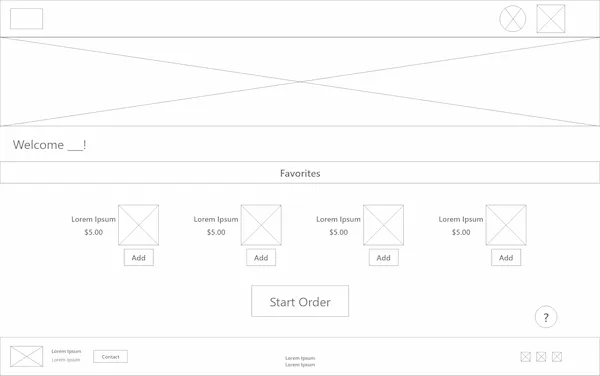 Welcome ___!
Favorites
Lorem Ipsum
$5.00
Add
Lorem Ipsum
$5.00
Add
Lorem Ipsum
$5.00
Add
Lorem Ipsum
$5.00
Add
Start Order
?
Lorem Ipsum
Lorem Ipsum
Contact
Lorem Ipsum
Lorem Ipsum